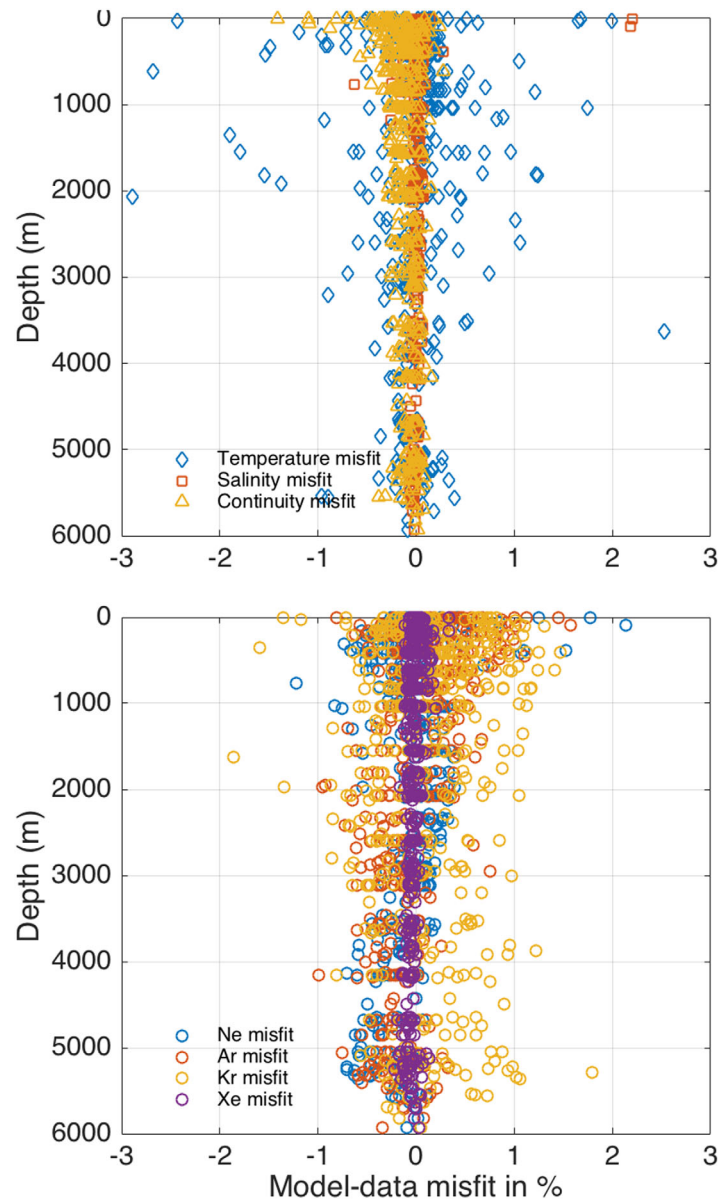 0
1000
2000
3000
4000
5000
6000
Depth (m)
Temperature misfit
Salinity misfit
Continuity misfit
-3 -2 -1 0 1 2 3
0
1000
2000
3000
4000
5000
6000
Depth (m)
Ne misfit
Ar misfit
Kr misfit
Xe misfit
-3 -2 -1 0 1 2 3
Model-data misfit in %